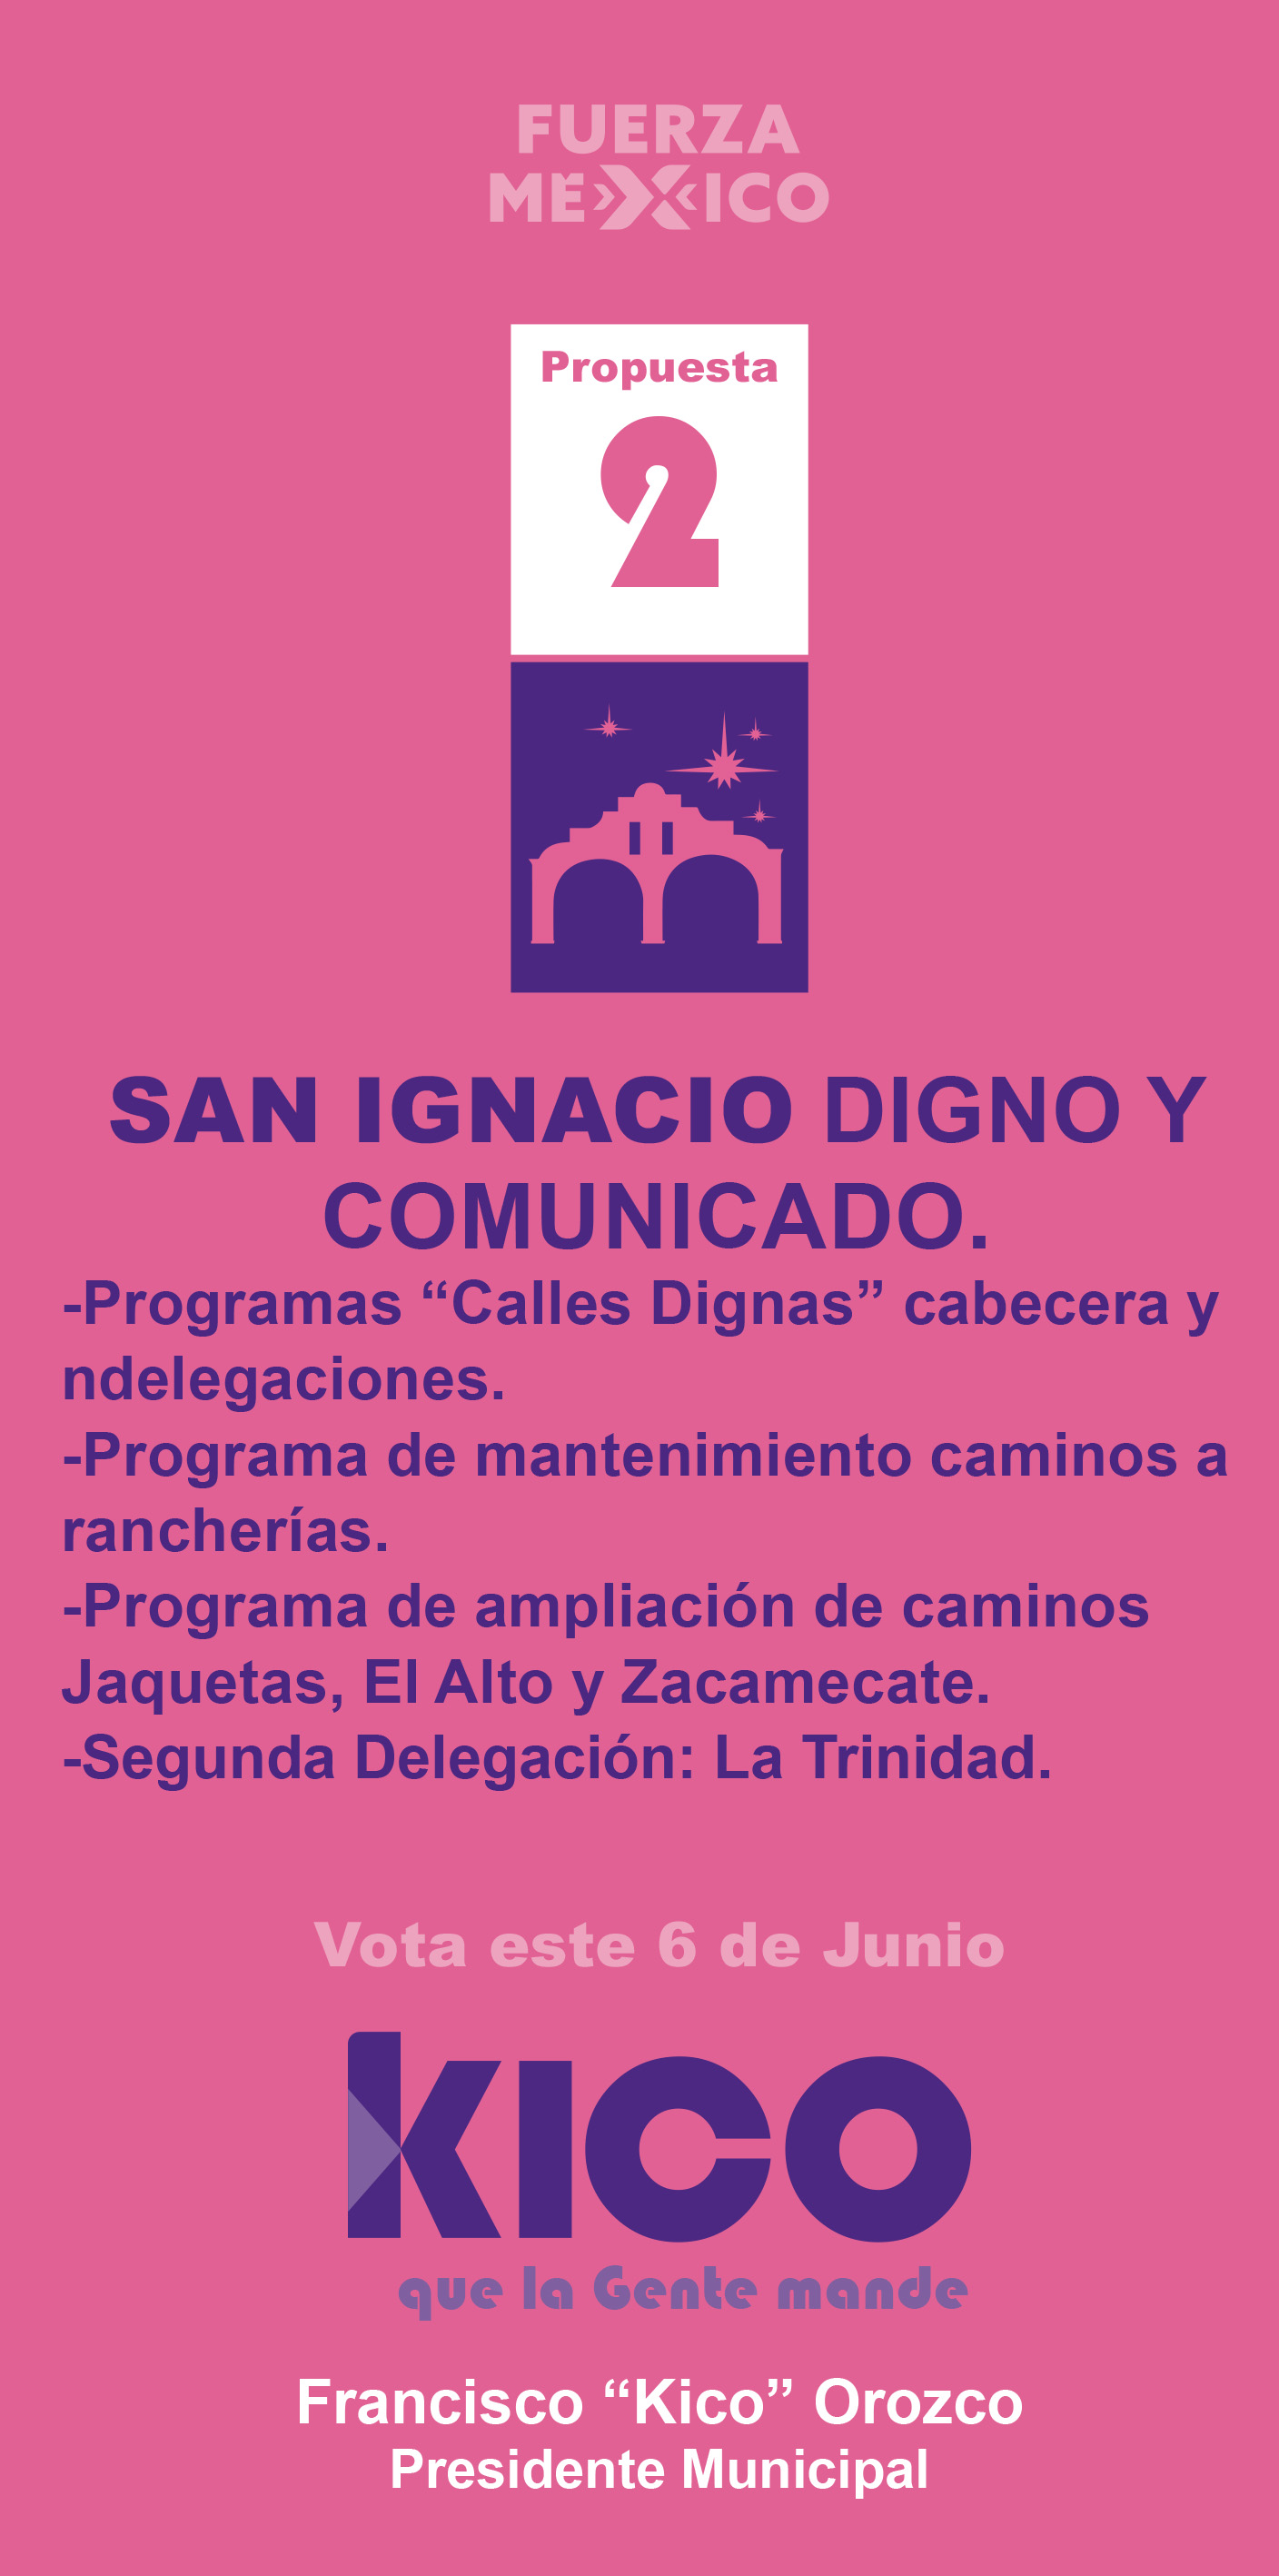 FUERZA
MÉXICO
Propuesta
2
SAN IGNACIO DIGNO Y
COMUNICADO.
-Programas “Calles Dignas” cabecera y
ndelegaciones.
-Programa de mantenimiento caminos a
rancherías.
-Programa de ampliación de caminos
Jaquetas, El Alto y Zacamecate.
-Segunda Delegación: La Trinidad.
Vota este 6 de Junio
KICO
que la Gente mande
Francisco “Kico” Orozco
Presidente Municipal